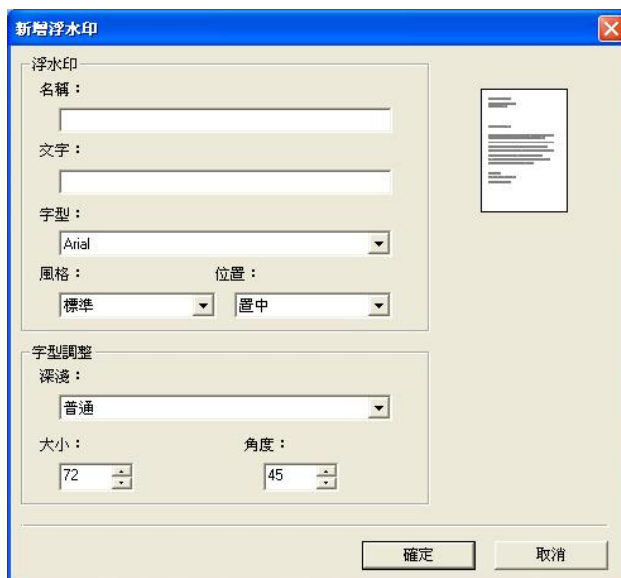 新增浮水印
浮水印
名稱：
文字：
字型：
Arial
風格： 位置：
標準 置中
字型調整
深淺：
普通
大小： 角度：
72 45
確定 取消